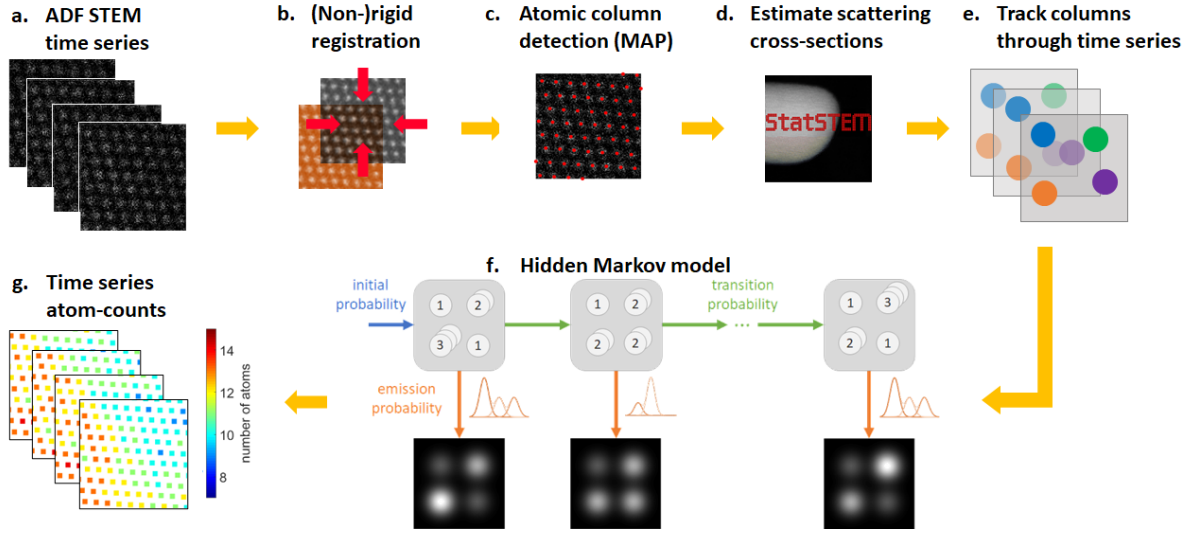 a. ADF STEM
time series
b. (Non-)rigid
registration
c. Atomic column
detection (MAP)
d. Estimate scattering
cross-sections
e. Track columns
through time series
StatSTEM
f. Hidden Markov model
initial
probability
1 2
3 1
1 2
2 2
transition
probability
...
1 3
2 1
emission
probability
g. Time series
atom-counts
14
12
10
8
number of atoms